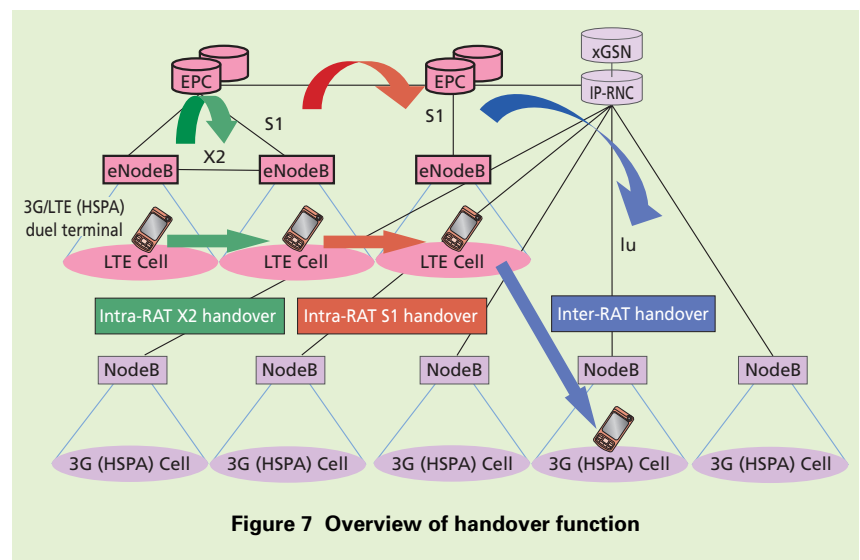 xGSN
EPC
EPC
IP-RNC
S1
S1
X2
eNodeB
eNodeB
eNodeB
3G/LTE (HSPA)
duel terminal
Iu
LTE Cell
LTE Cell
LTE Cell
Intra-RAT X2 handover
Intra-RAT S1 handover
Inter-RAT handover
NodeB
NodeB
NodeB
NodeB
NodeB
3G (HSPA) Cell
3G (HSPA) Cell
3G (HSPA) Cell
3G (HSPA) Cell
3G (HSPA) Cell
Figure 7 Overview of handover function